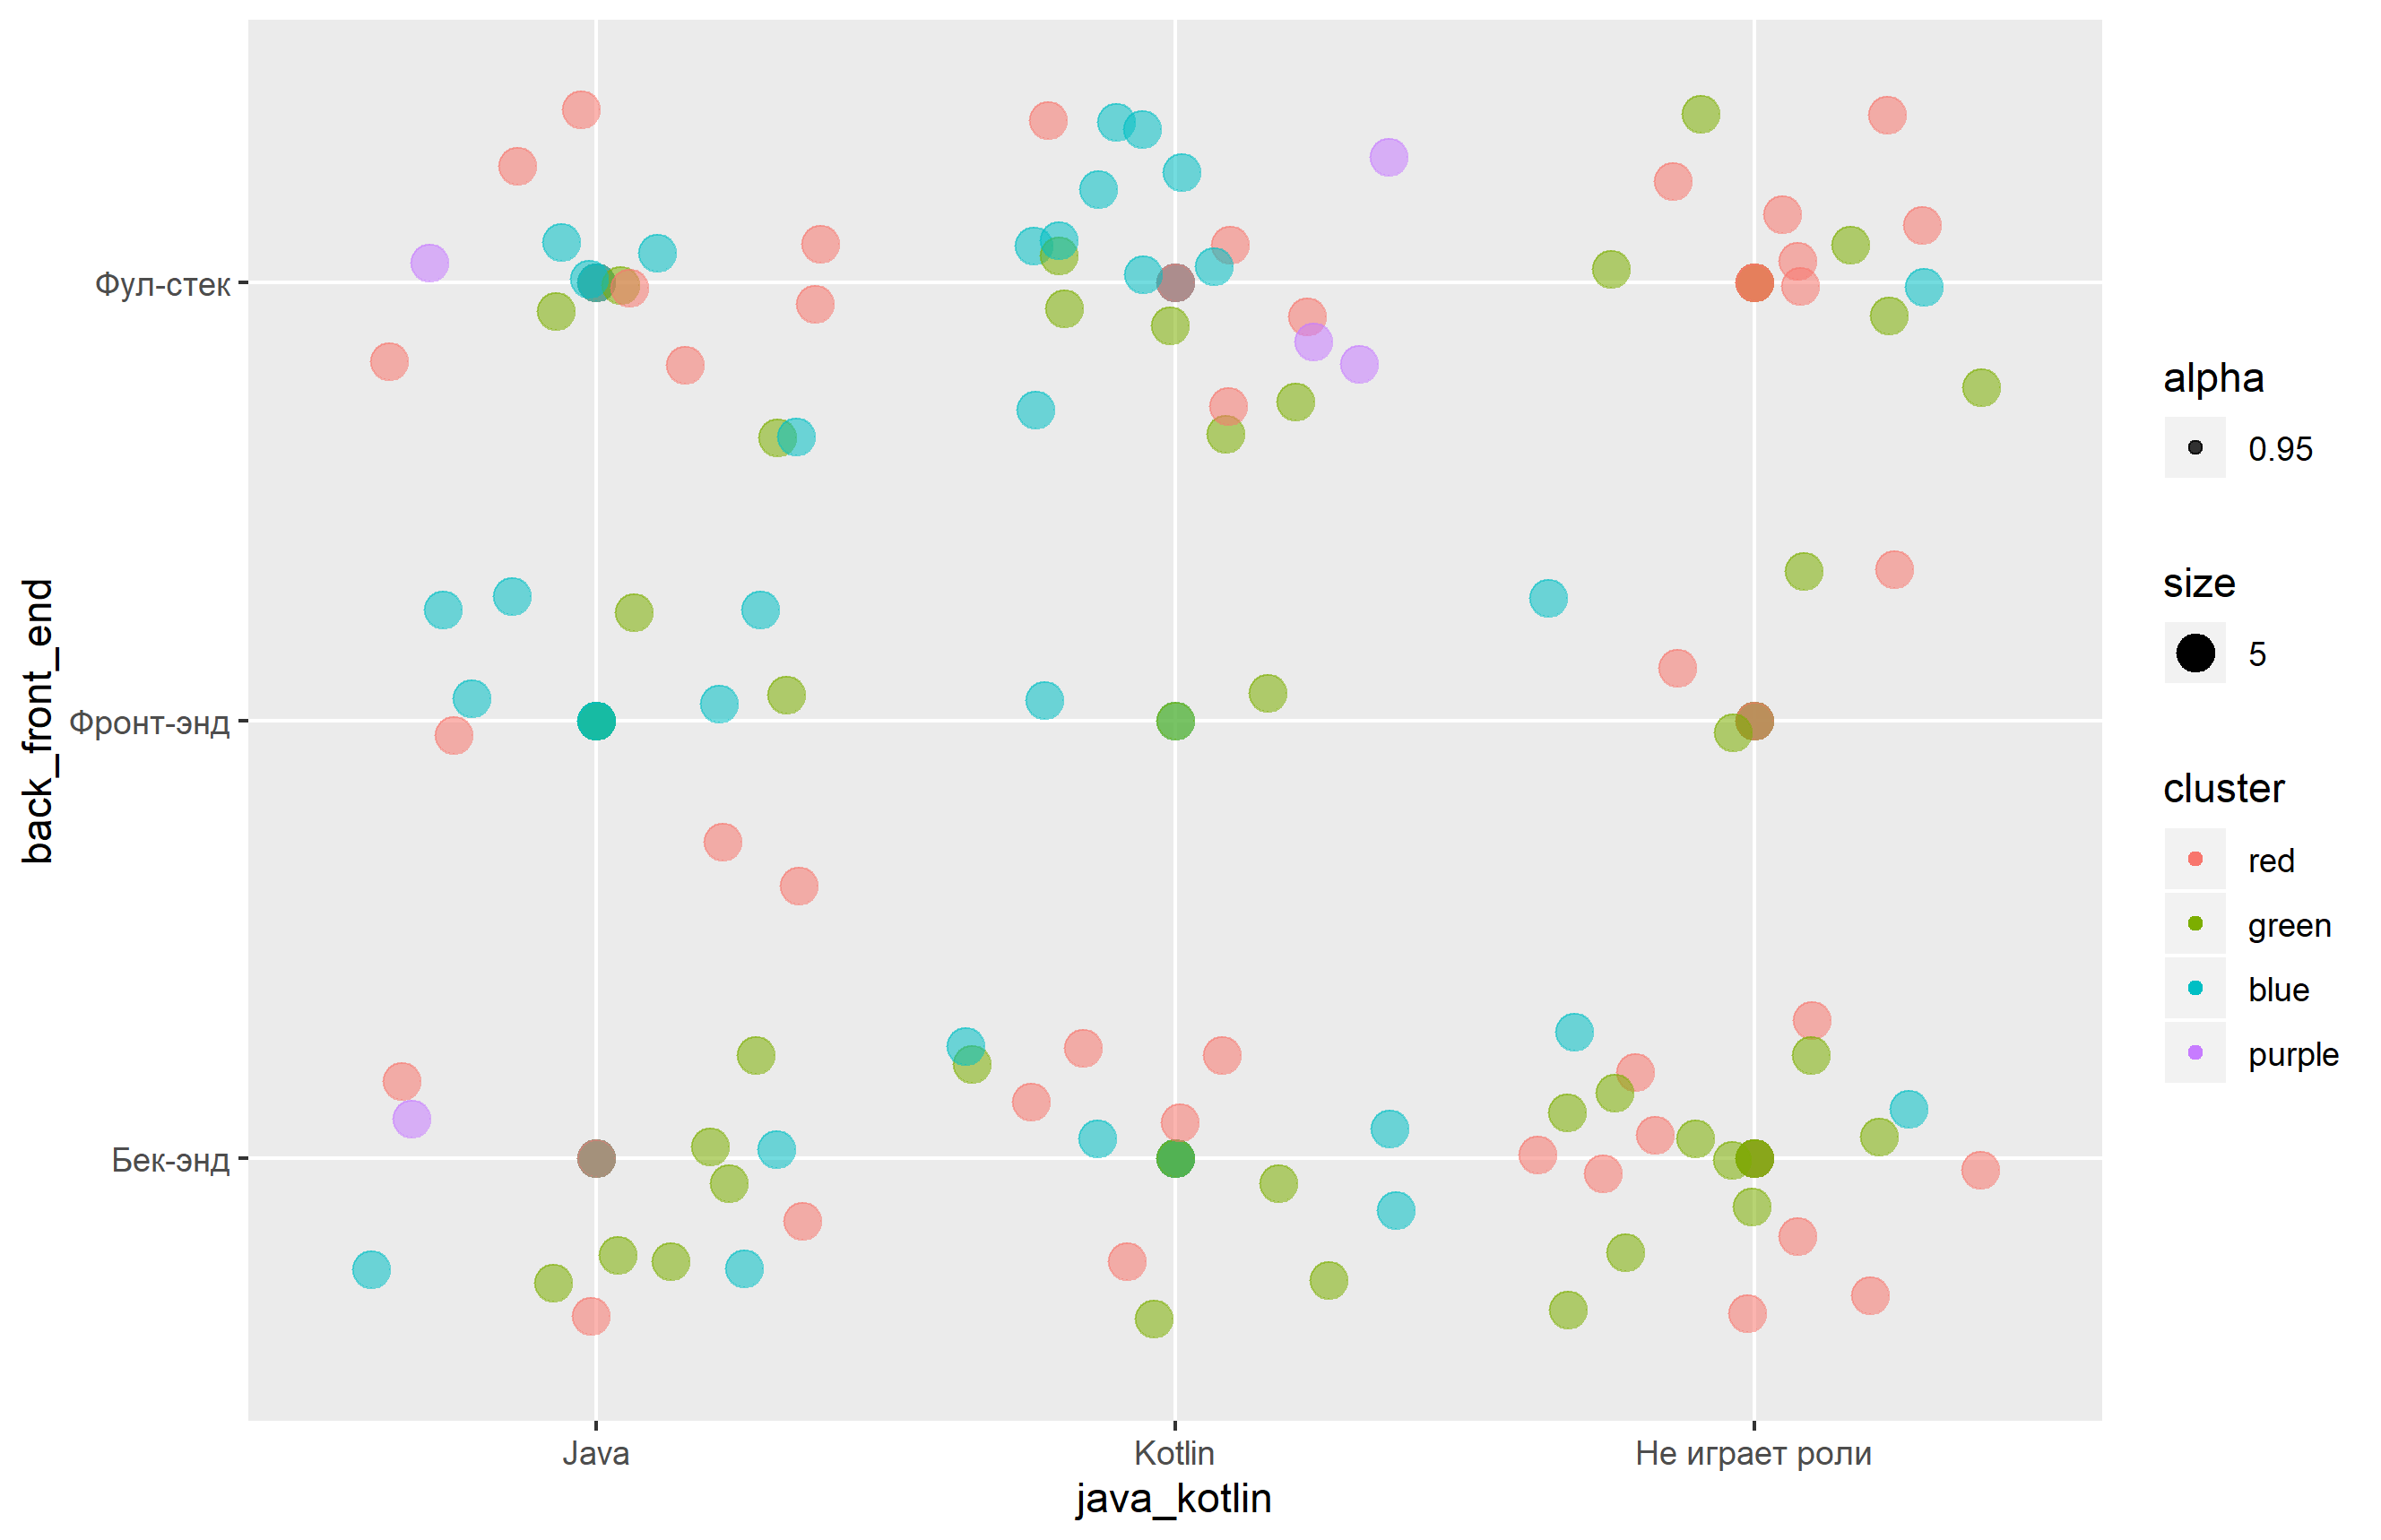 back_front_end
Фул-стек
Фронт-энд
Бек-энд
Java
Kotlin
Не играет роли
java_kotlin
alpha
0.95
size
5
cluster
red
green
blue
purple